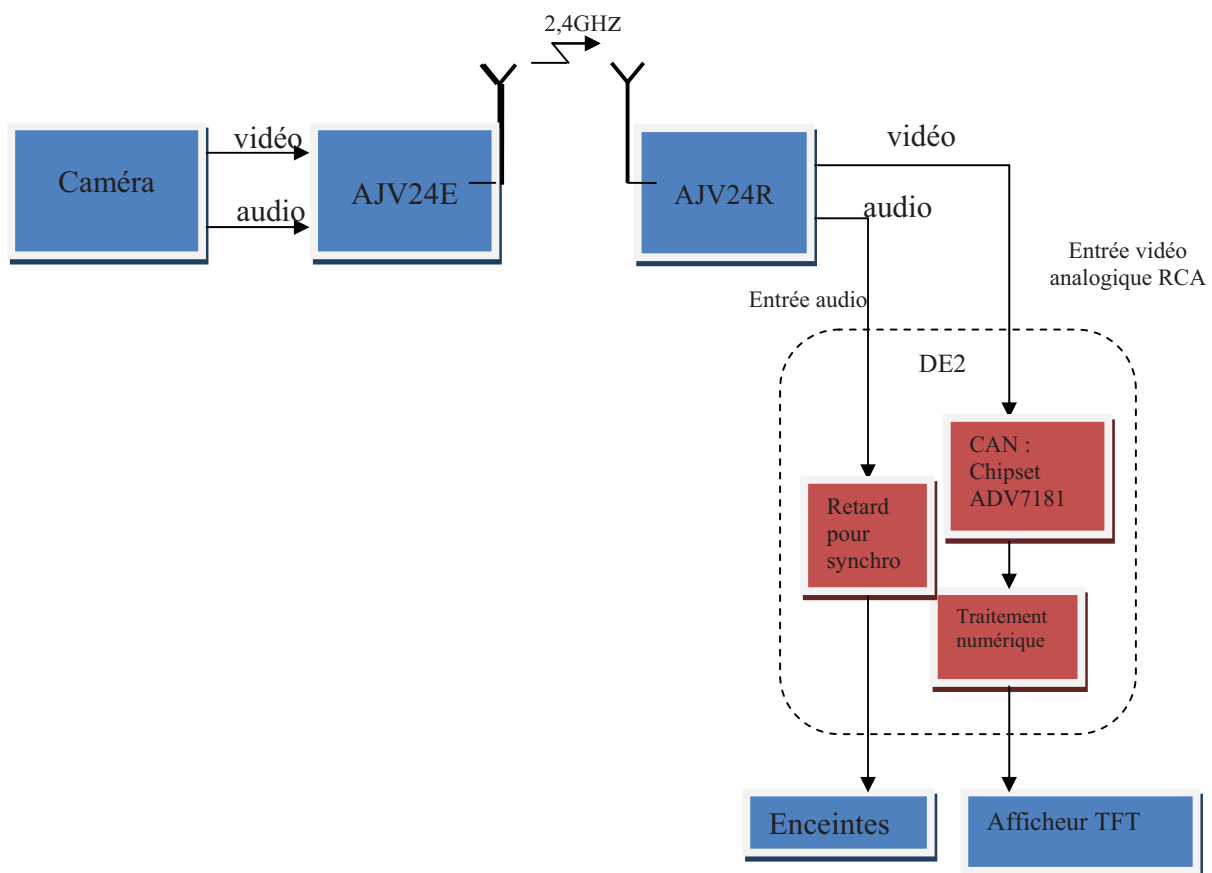 2,4GHZ
Caméra
vidéo
audio
AJV24E
AJV24R
vidéo
audio
Entrée vidéo
analogique RCA
Entrée audio
DE2
CAN :
Chipset
ADV7181
Retard
pour
synchro
Traitement
numérique
Enceintes
Afficheur TFT